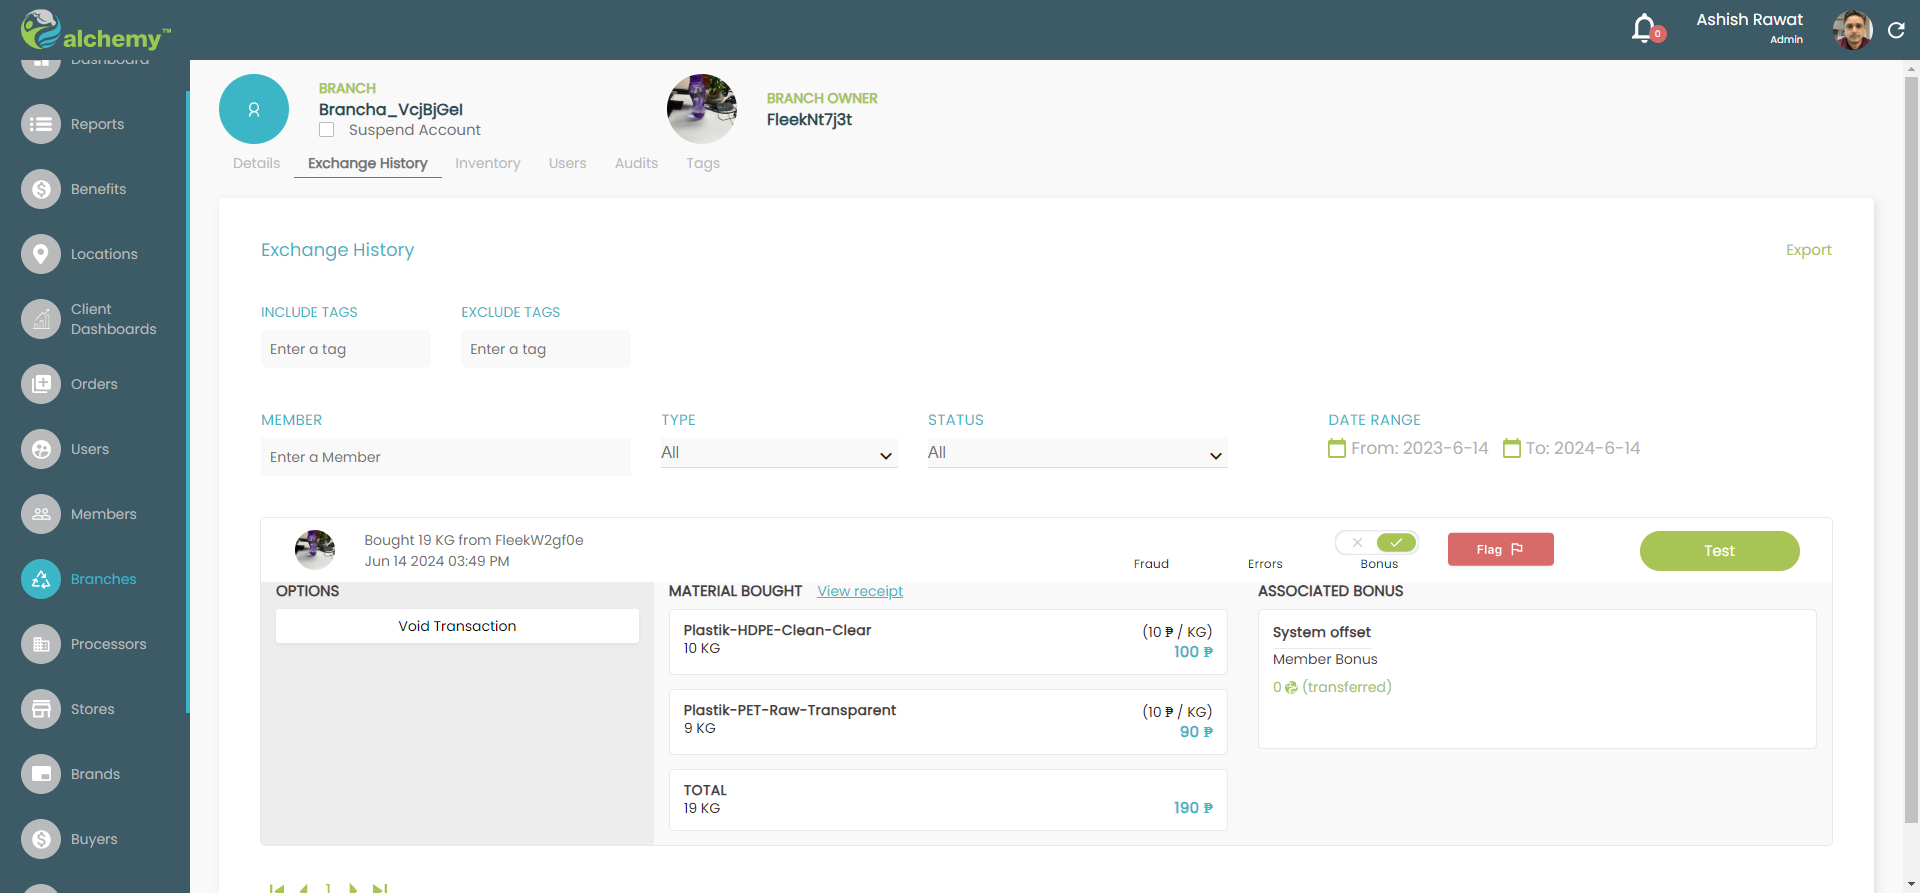 alchemy™
0
Ashish Rawat
Admin
Dashboard
Reports
Benefits
Locations
Client
Dashboards
Orders
Users
Members
Branches
Processors
Stores
Brands
Buyers
BRANCH
Brancha_VcjBjGel
Suspend Account
BRANCH OWNER
FleekNt7j3t
Details
Exchange History
Inventory
Users
Audits
Tags
Exchange History
Export
INCLUDE TAGS
EXCLUDE TAGS
Enter a tag
Enter a tag
MEMBER
TYPE
STATUS
DATE RANGE
Enter a Member
All
All
From: 2023-6-14
To: 2024-6-14
Bought 19 KG from FleekW2gf0e
Jun 14 2024 03:49 PM
Fraud
Errors
Bonus
Flag
Test
OPTIONS
Void Transaction
MATERIAL BOUGHT
View receipt
Plastik-HDPE-Clean-Clear
(10 ₱ / KG)
10 KG
100 ₱
Plastik-PET-Raw-Transparent
(10 ₱ / KG)
9 KG
90 ₱
TOTAL
19 KG
190 ₱
ASSOCIATED BONUS
System offset
Member Bonus
0 (transferred)
1